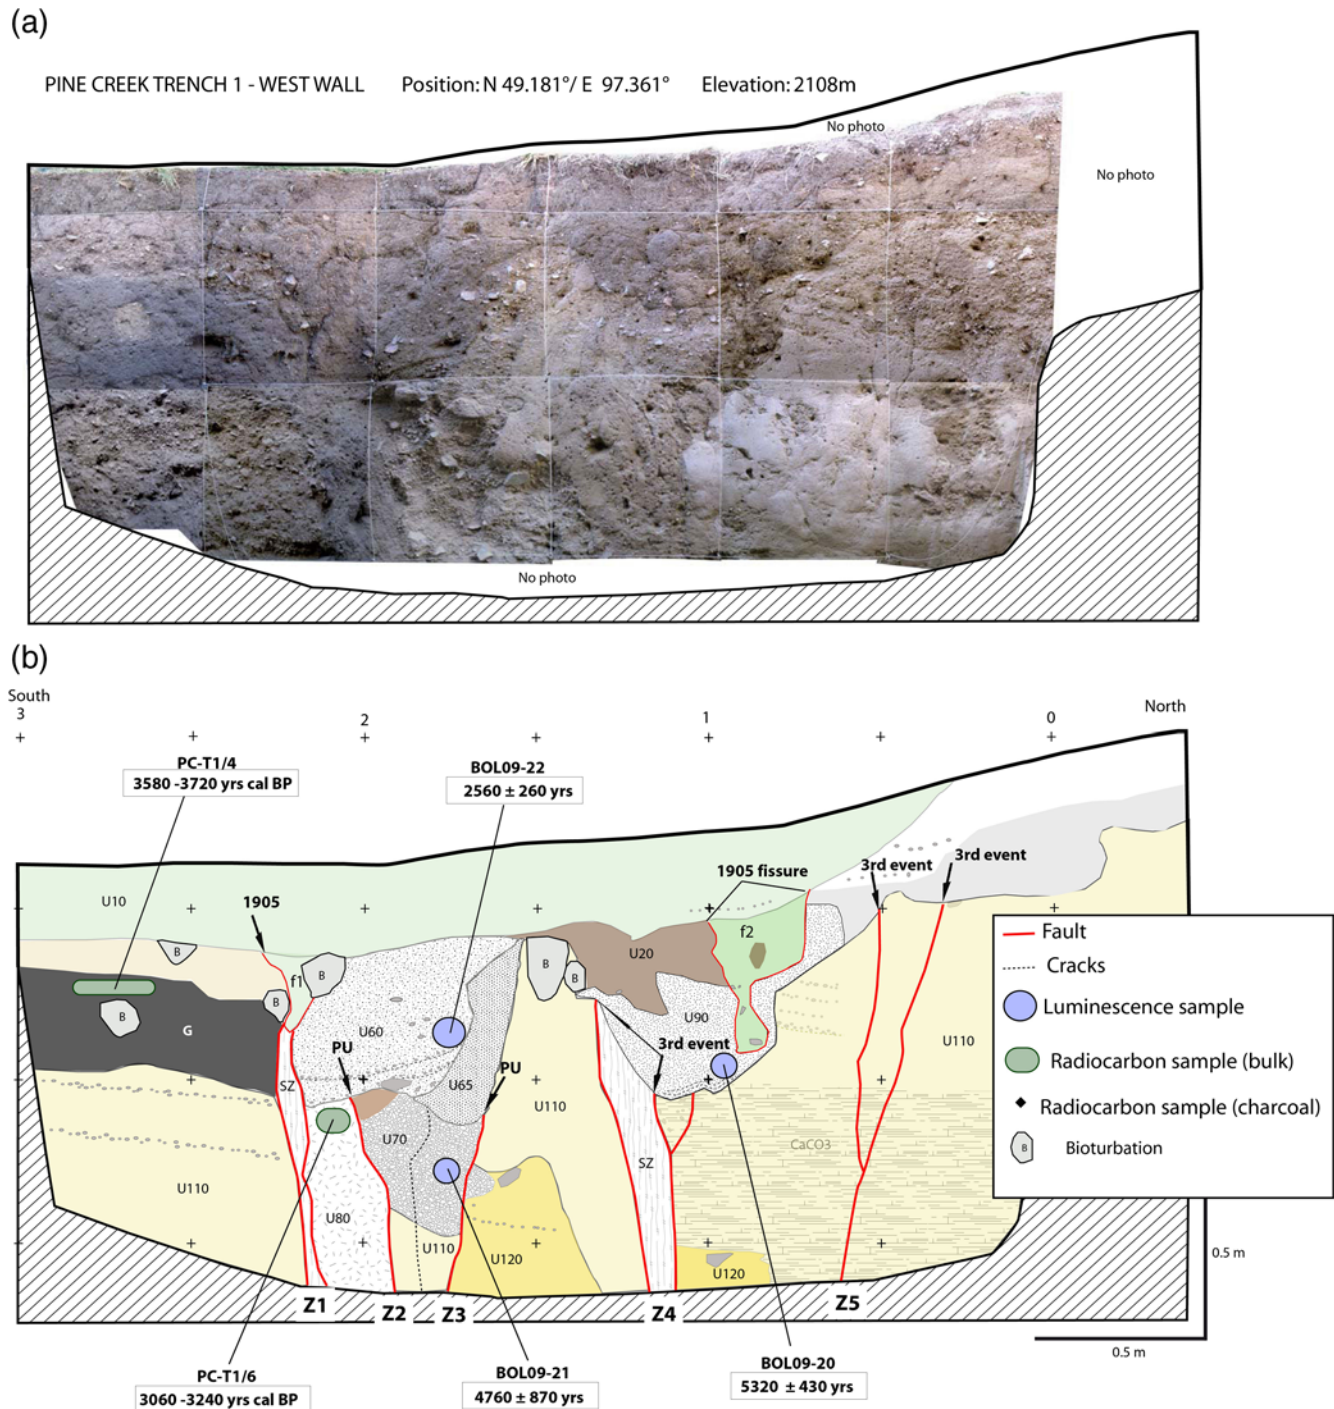 (a)
PINE CREEK TRENCH 1 - WEST WALL Position: N 49.181°/ E 97.361° Elevation: 2108m
No photo
No photo
No photo
(b)
South
North
3
2
1
0
PC-T1/4
3580 -3720 yrs cal BP
BOL09-22
2560 ± 260 yrs
1905 fissure
3rd event
3rd event
U10
1905
B
f1
B
B
B
G
B
B
U20
f2
U60
U90
PU
3rd event
PU
SZ
U65
U110
U110
U70
CaCO3
SZ
U110
U80
U110
U120
U120
Fault
Cracks
Luminescence sample
Radiocarbon sample (bulk)
Radiocarbon sample (charcoal)
B
Bioturbation
0.5 m
0.5 m
Z1
Z2
Z3
Z4
Z5
PC-T1/6
3060 -3240 yrs cal BP
BOL09-21
4760 ± 870 yrs
BOL09-20
5320 ± 430 yrs